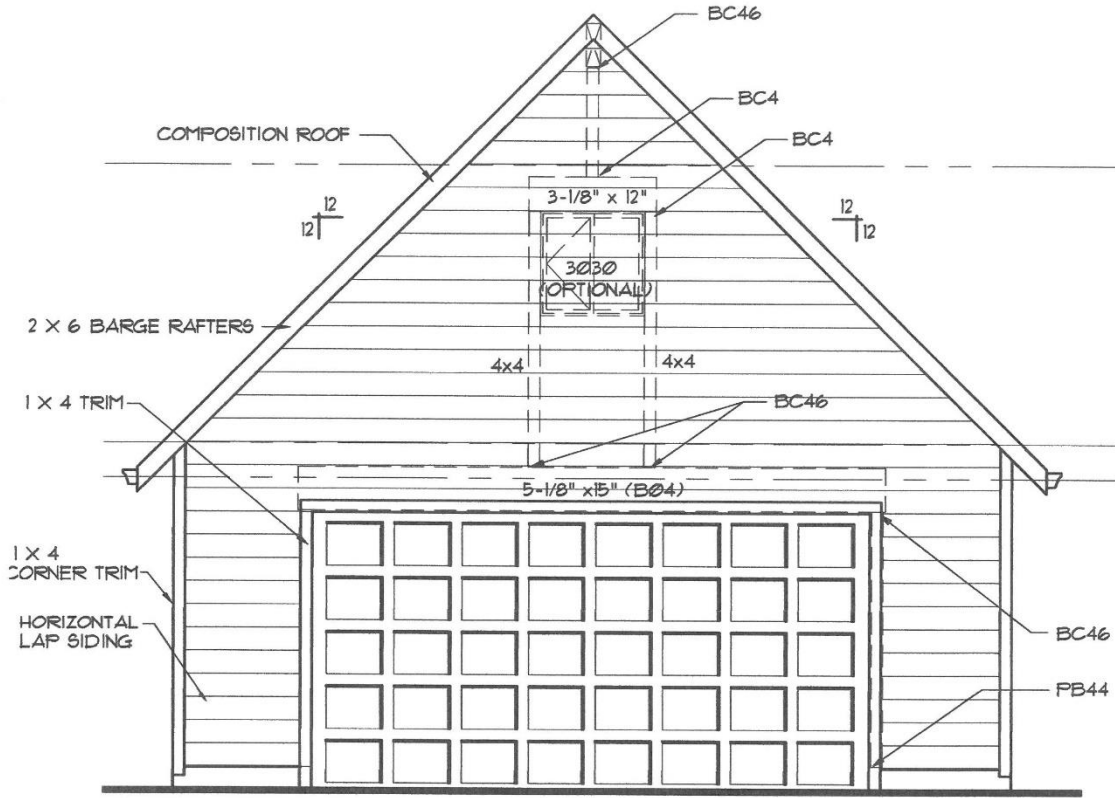 BC46
BC4
COMPOSITION ROOF
BC4
3-1/8" x 12"
12
12
12
12
3030
(OPTIONAL)
2 X 6 BARGE RAFTERS
4x4
4x4
1 X 4 TRIM
BC46
5-1/8" x15" (B04)
1 X 4
CORNER TRIM
HORIZONTAL
LAP SIDING
BC46
PB44